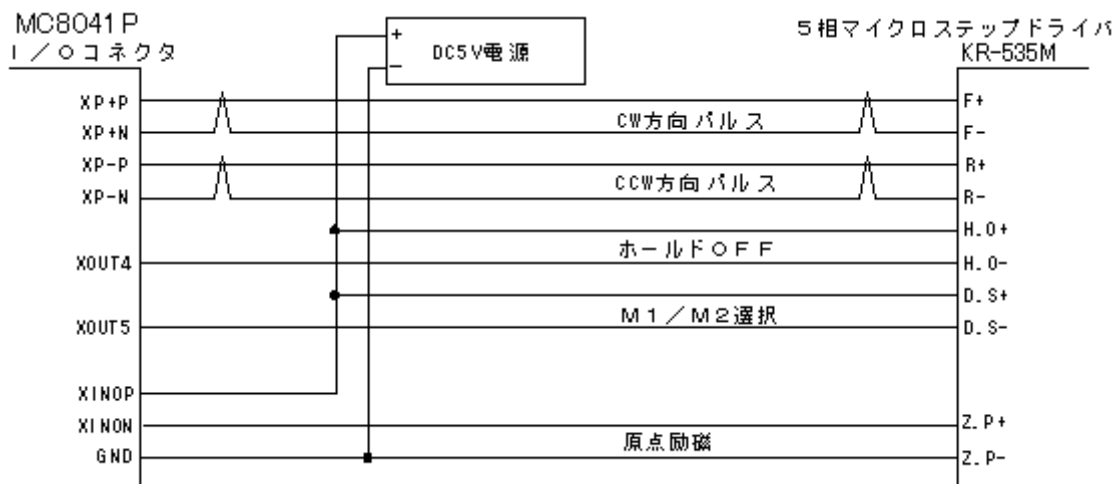 MC8041P
I/Oコネクタ
+
DC5V電源
−
5相マイクロステップドライバ
KR-535M
XP+P
F+
CW方向パルス
XP+N
F-
XP-P
R+
CCW方向パルス
XP-N
R-
H.O+
ホールドOFF
XOUT4
H.O-
D.S+
M1/M2選択
XOUT5
D.S-
XINOP
XINON
Z.P+
原点励磁
GND
Z.P-